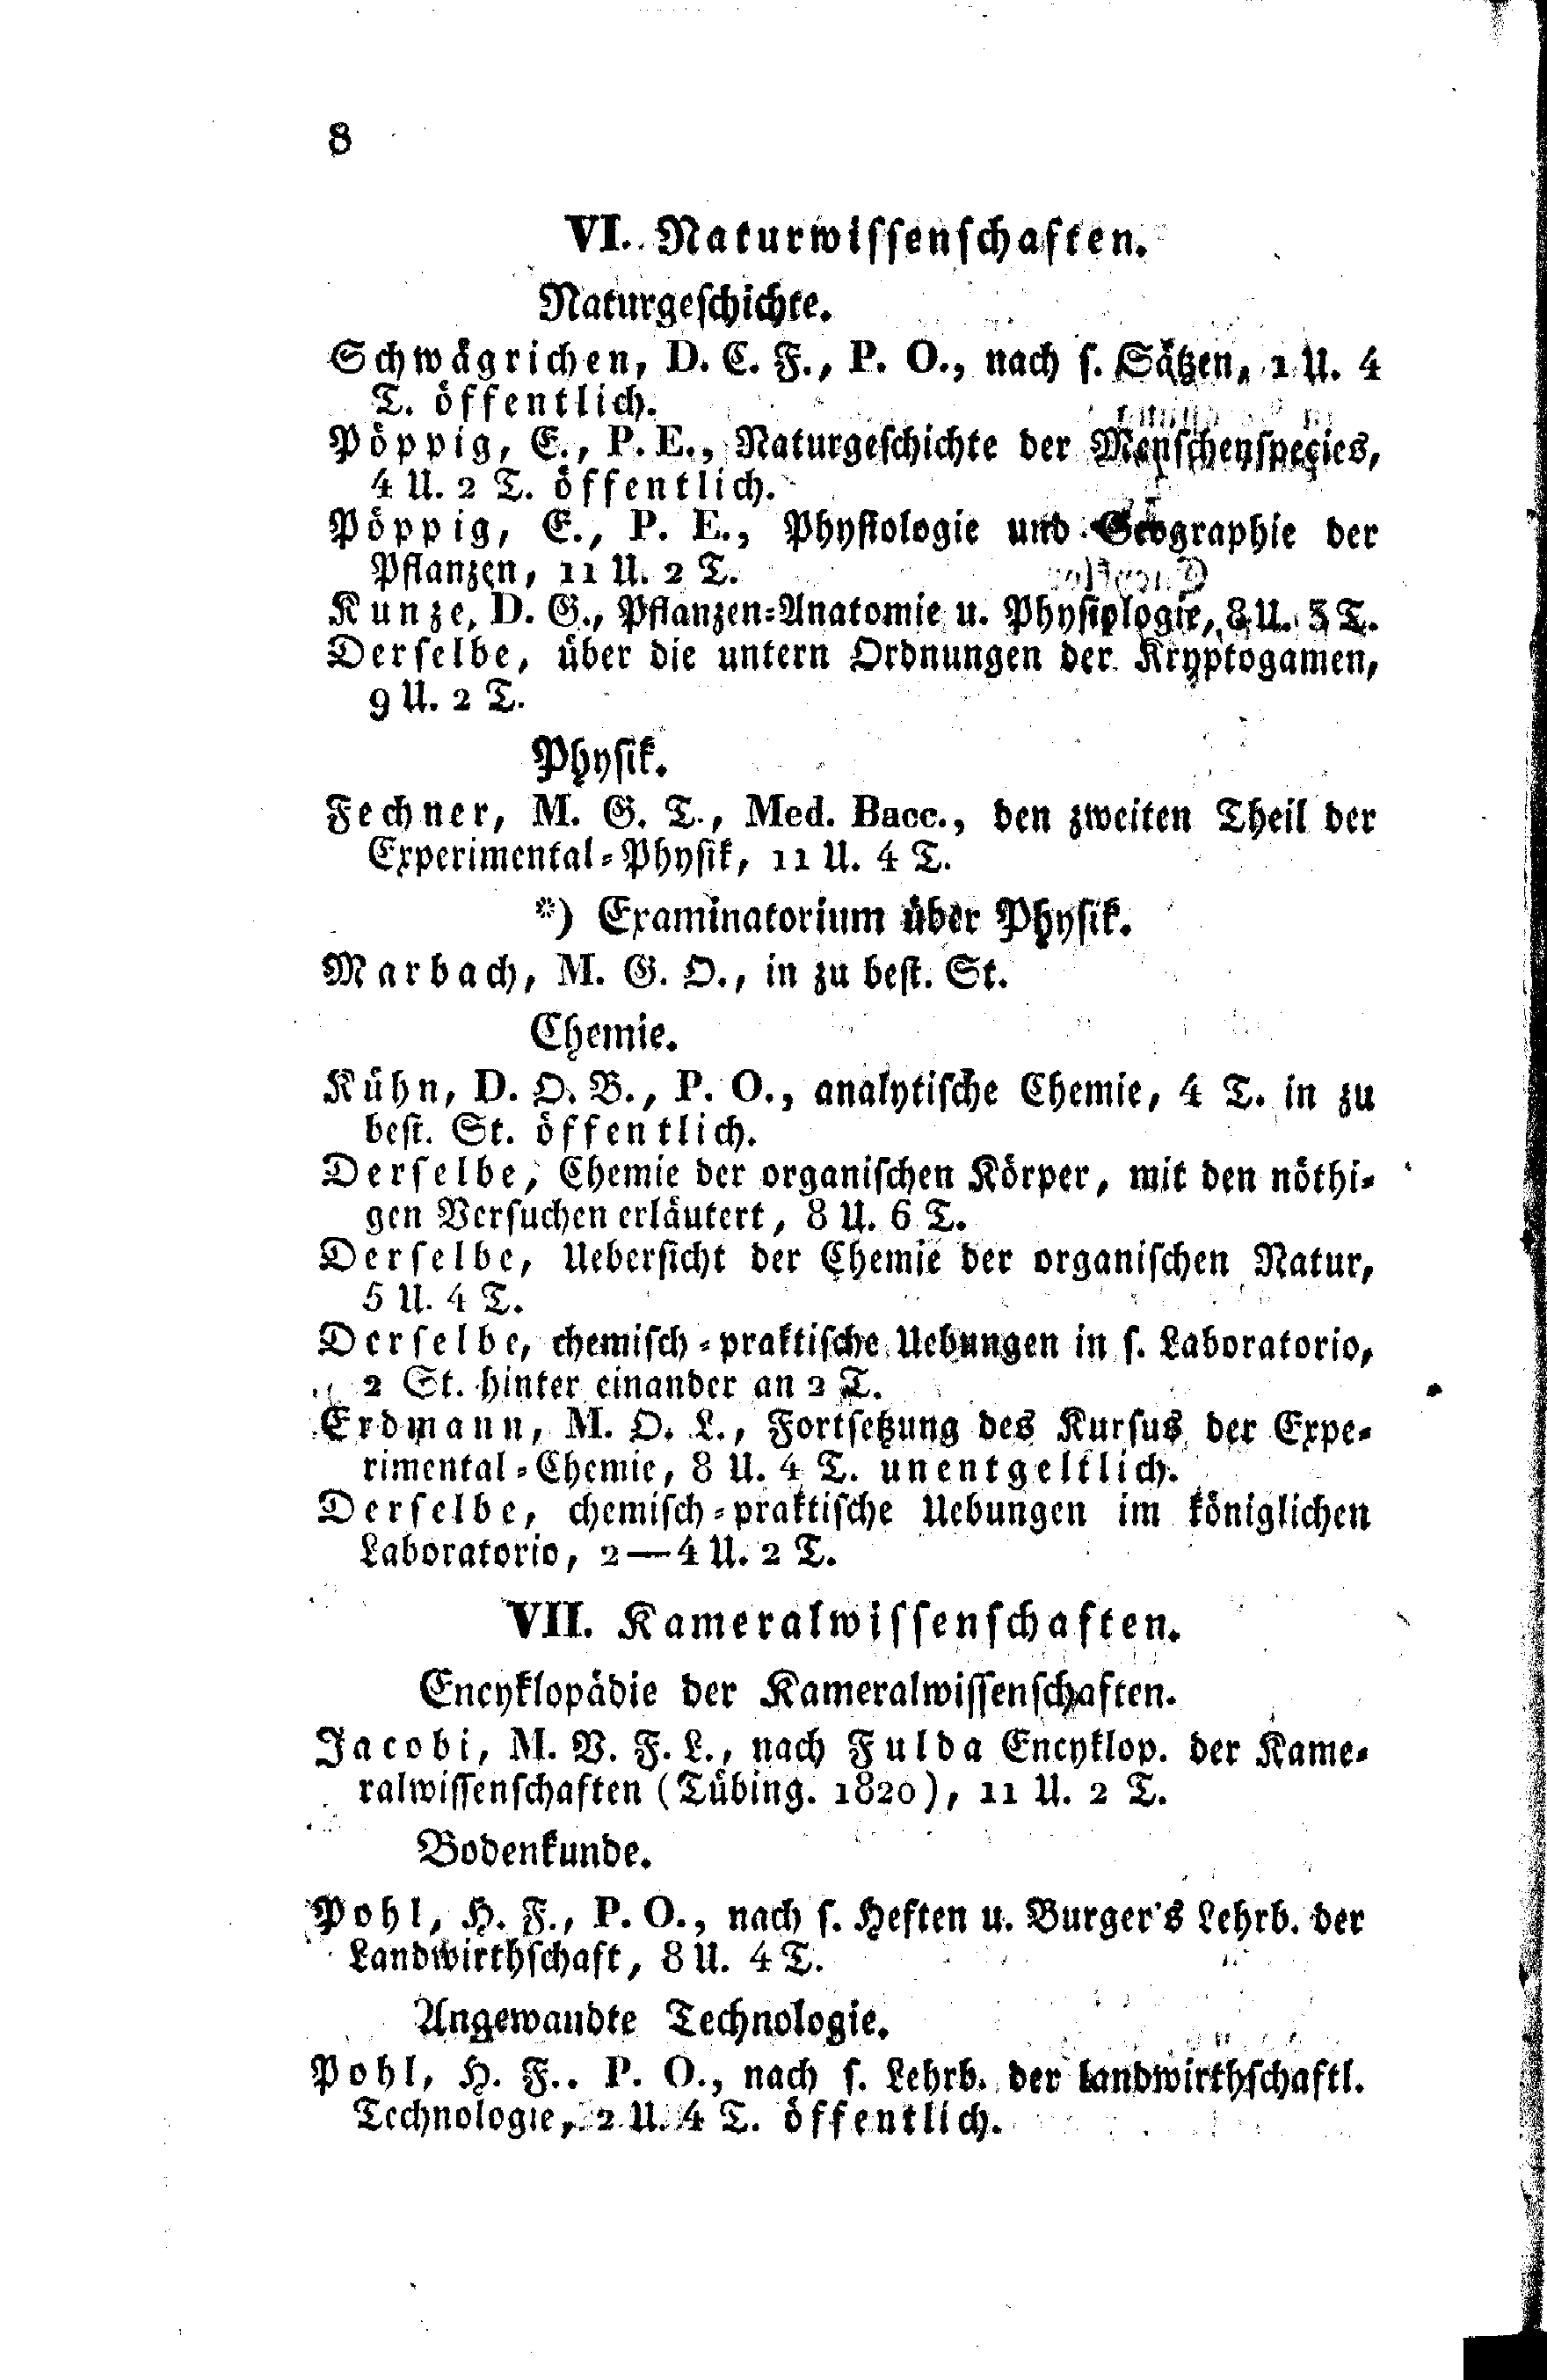 8
VI. Naturwissenschaften.
Naturgeschichte.
Schwägrichen, D. C. F., P. O., nach s. Sätzen, 1 U. 4
T. öffentlich.
Pöppig, E., P. E., Naturgeschichte der Menschenspecies,
4 U. 2 T. öffentlich.
Pöppig, E., P. E., Physiologie und Geographie der
Pflanzen, 11 U. 2 T.
Kunze, D. G., Pflanzen-Anatomie u. Physiologie, 8 U. 3 T.
Derselbe, über die untern Ordnungen der Kryptogamen,
9 U. 2 T.
Physik.
Fechner, M. G. T., Med. Bacc., den zweiten Theil der
Experimental-Physik, 11 U. 4 T.
*) Examinatorium über Physik.
Marbach, M. G. O., in zu best. St.
Chemie.
Kühn, D. O. B., P. O., analytische Chemie, 4 T. in zu
best. St. öffentlich.
Derselbe, Chemie der organischen Körper, mit den nöthi-
gen Versuchen erläutert, 8 U. 6 T.
Derselbe, Uebersicht der Chemie der organischen Natur,
5 U. 4 T.
Derselbe, chemisch-praktische Uebungen in s. Laboratorio,
2 St. hinter einander an 2 T.
Erdmann, M. O. L., Fortsetzung des Kursus der Expe-
rimental-Chemie, 8 U. 4 T. unentgeltlich.
Derselbe, chemisch-praktische Uebungen im königlichen
Laboratorio, 2—4 U. 2 T.
VII. Kameralwissenschaften.
Encyklopädie der Kameralwissenschaften.
Jacobi, M. V. F. L., nach Fulda Encyklop. der Kame-
ralwissenschaften (Tübing. 1820), 11 U. 2 T.
Bodenkunde.
Pohl, H. F., P. O., nach s. Heften u. Burger's Lehrb. der
Landwirthschaft, 8 U. 4 T.
Angewandte Technologie.
Pohl, H. F.. P. O., nach s. Lehrb. der landwirthschaftl.
Technologie, 2 U. 4 T. öffentlich.